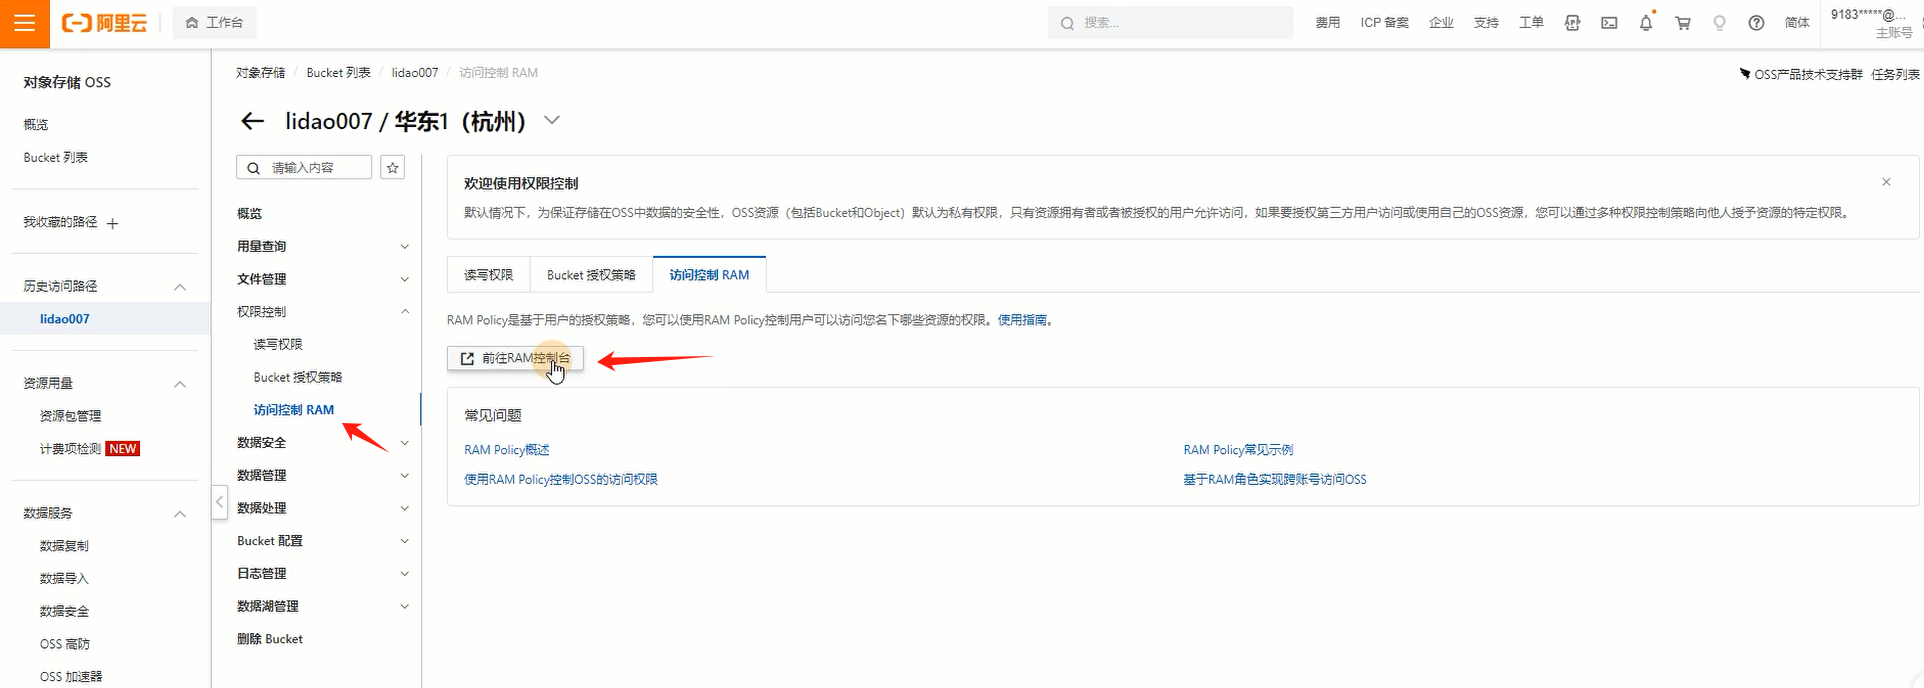 阿里云
工作台
搜索...
费用 ICP 备案 企业 支持 工单 简体
9183*****@...
主账号
对象存储 OSS
概览
Bucket 列表
我收藏的路径
历史访问路径
lidao007
资源用量
资源包管理
计费项检测 NEW
数据服务
数据复制
数据导入
数据安全
OSS 高防
OSS 加速器
对象存储 / Bucket 列表 / lidao007 / 访问控制 RAM
OSS产品技术支持群 任务列表
lidao007 / 华东1（杭州）
请输入内容
概览
用量查询
文件管理
权限控制
读写权限
Bucket 授权策略
访问控制 RAM
数据安全
数据管理
数据处理
Bucket 配置
日志管理
数据湖管理
删除 Bucket
欢迎使用权限控制
默认情况下，为保证存储在OSS中数据的安全性，OSS资源（包括Bucket和Object）默认为私有权限，只有资源拥有者或者被授权的用户允许访问，如果要授权第三方用户访问或使用自己的OSS资源，您可以通过多种权限控制策略向他人授予资源的特定权限。
读写权限 Bucket 授权策略 访问控制 RAM
RAM Policy是基于用户的授权策略，您可以使用RAM Policy控制用户可以访问您名下哪些资源的权限。使用指南。
前往RAM控制台
常见问题
RAM Policy概述 RAM Policy常见示例
使用RAM Policy控制OSS的访问权限 基于RAM角色实现跨账号访问OSS